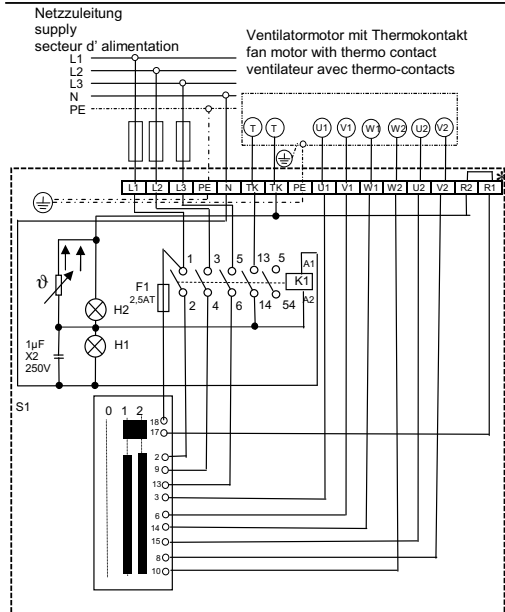 Netzzuleitung
supply
secteur d' alimentation
Ventilatormotor mit Thermokontakt
fan motor with thermo contact
ventileteur avec thermo-contacts
L1
L2
L3
N
PE
T T U1 V1 W1 W2 U2 V2
L1 L2 L3 PE N TK TK PE U1 V1 W1 W2 U2 V2 R2 R1 *
ϑ
1 3 5 13 5 A1
K1
F1
2,5AT
A2
2 4 6 14 54
H2
H1
1µF
X2
250V
S1
0 1 2
18
17
2
9
13
3
6
14
15
8
10